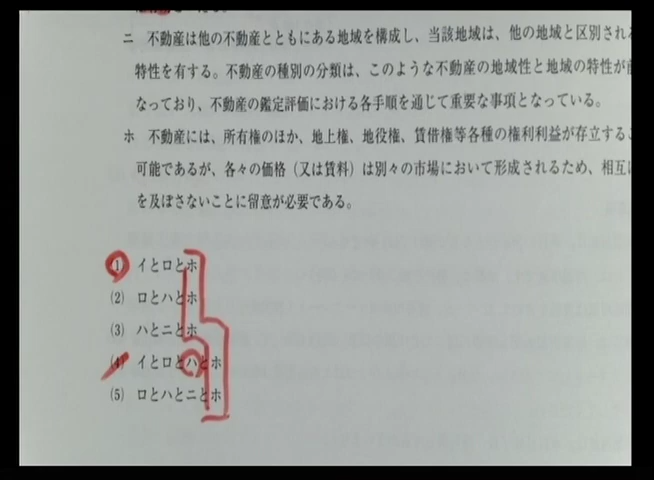 ニ 不動産は他の不動産とともにある地域を構成し、当該地域は、他の地域と区別され
特性を有する。不動産の種別の分類は、このような不動産の地域性と地域の特性が
なっており、不動産の鑑定評価における各手順を通じて重要な事項となっている。
ホ 不動産には、所有権のほか、地上権、地役権、賃借権等各種の権利利益が存立する
可能であるが、各々の価格（又は賃料）は別々の市場において形成されるため、相互に
を及ぼさないことに留意が必要である。
(1) イとロとホ
(2) ロとハとホ
(3) ハとニとホ
(4) イとロとハとホ
(5) ロとハとニとホ